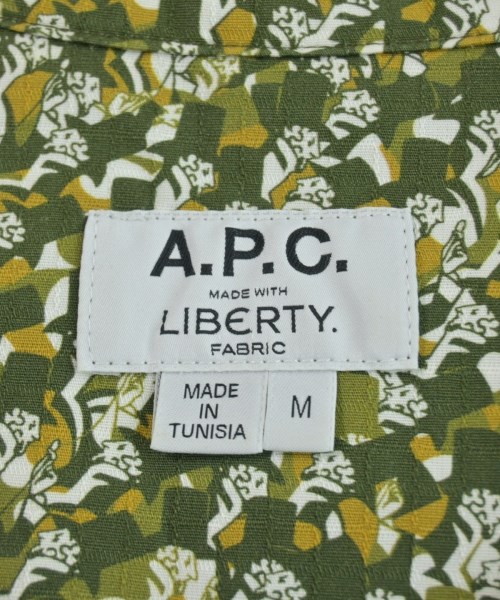 A.P.C.
MADE WITH
LIBERTY.
FABRIC
MADE
IN
TUNISIA
M